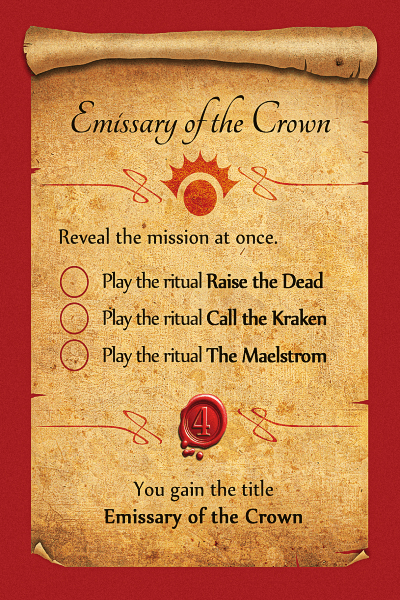 Emissary of the Crown
Reveal the mission at once.
Play the ritual Raise the Dead
Play the ritual Call the Kraken
Play the ritual The Maelstrom
4
You gain the title
Emissary of the Crown